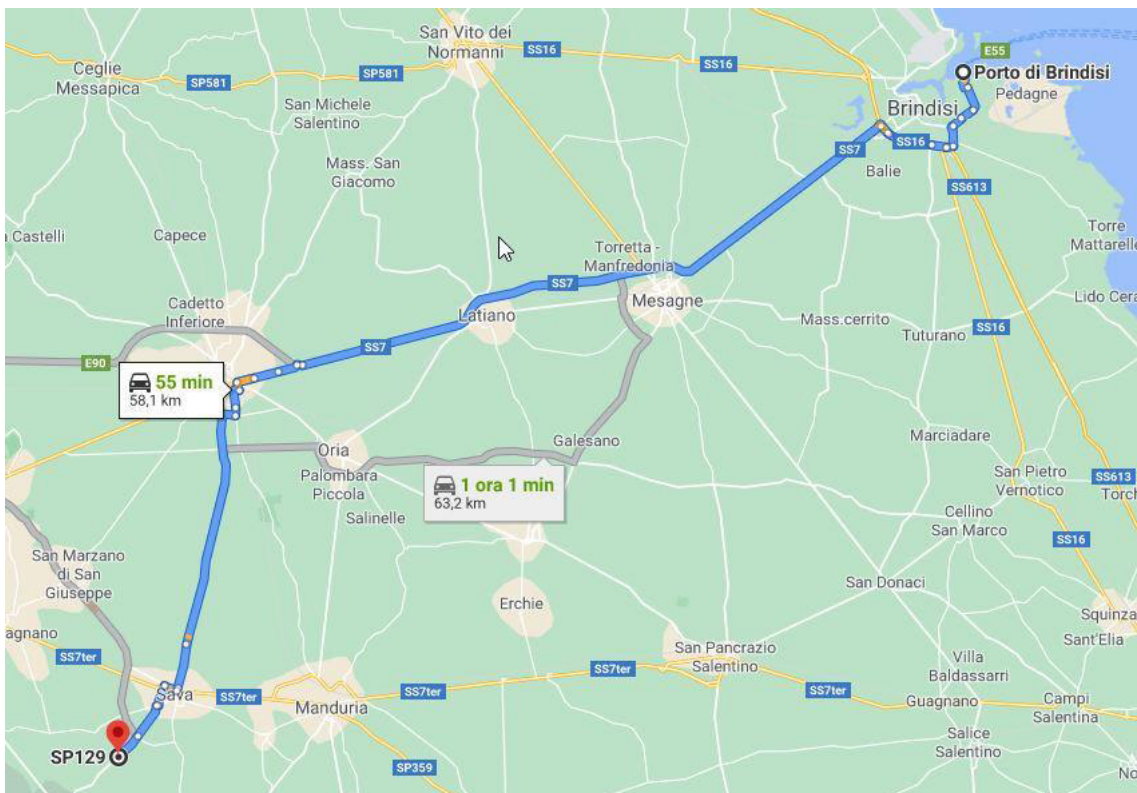 San Vito dei
Normanni
SS16
E55
Ceglie
Messapica
SP581
SP581
SS16
Porto di Brindisi
Pedagne
San Michele
Salentino
Brindisi
SS7
SS16
Balie
Mass. San
Giacomo
SS613
a Castelli
Capece
Torretta -
Manfredonia
Torre
Mattarelle
SS7
Mesagne
Cadetto
Inferiore
Latiano
Lido Cera
Mass.cerrito
Tuturano
SS16
SS7
E90
55 min
58,1 km
Oria
Galesano
Marciadare
Palombara
Piccola
1 ora 1 min
63,2 km
San Pietro
Vernotico
SS613
Torch
Salinelle
Cellino
San Marco
SS16
San Marzano
di San
Giuseppe
San Donaci
Erchie
Squinza
agnano
Sant'Elia
SS7ter
San Pancrazio
Salentino
SS7ter
Villa
Baldassarri
Sava
SS7ter
SS7ter
SS7ter
Manduria
Guagnano
Campi
Salentina
SP129
SP359
Salice
Salentino
No